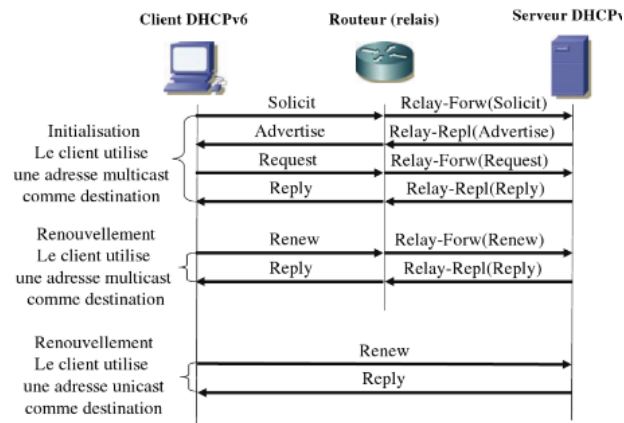 Client DHCPv6
Routeur (relais)
Serveur DHCPv
Solicit
Relay-Forw(Solicit)
Advertise
Relay-Repl(Advertise)
Request
Relay-Forw(Request)
Reply
Relay-Repl(Reply)
Initialisation
Le client utilise
une adresse multicast
comme destination
Renew
Relay-Forw(Renew)
Reply
Relay-Repl(Reply)
Renouvellement
Le client utilise
une adresse multicast
comme destination
Renew
Reply
Renouvellement
Le client utilise
une adresse unicast
comme destination